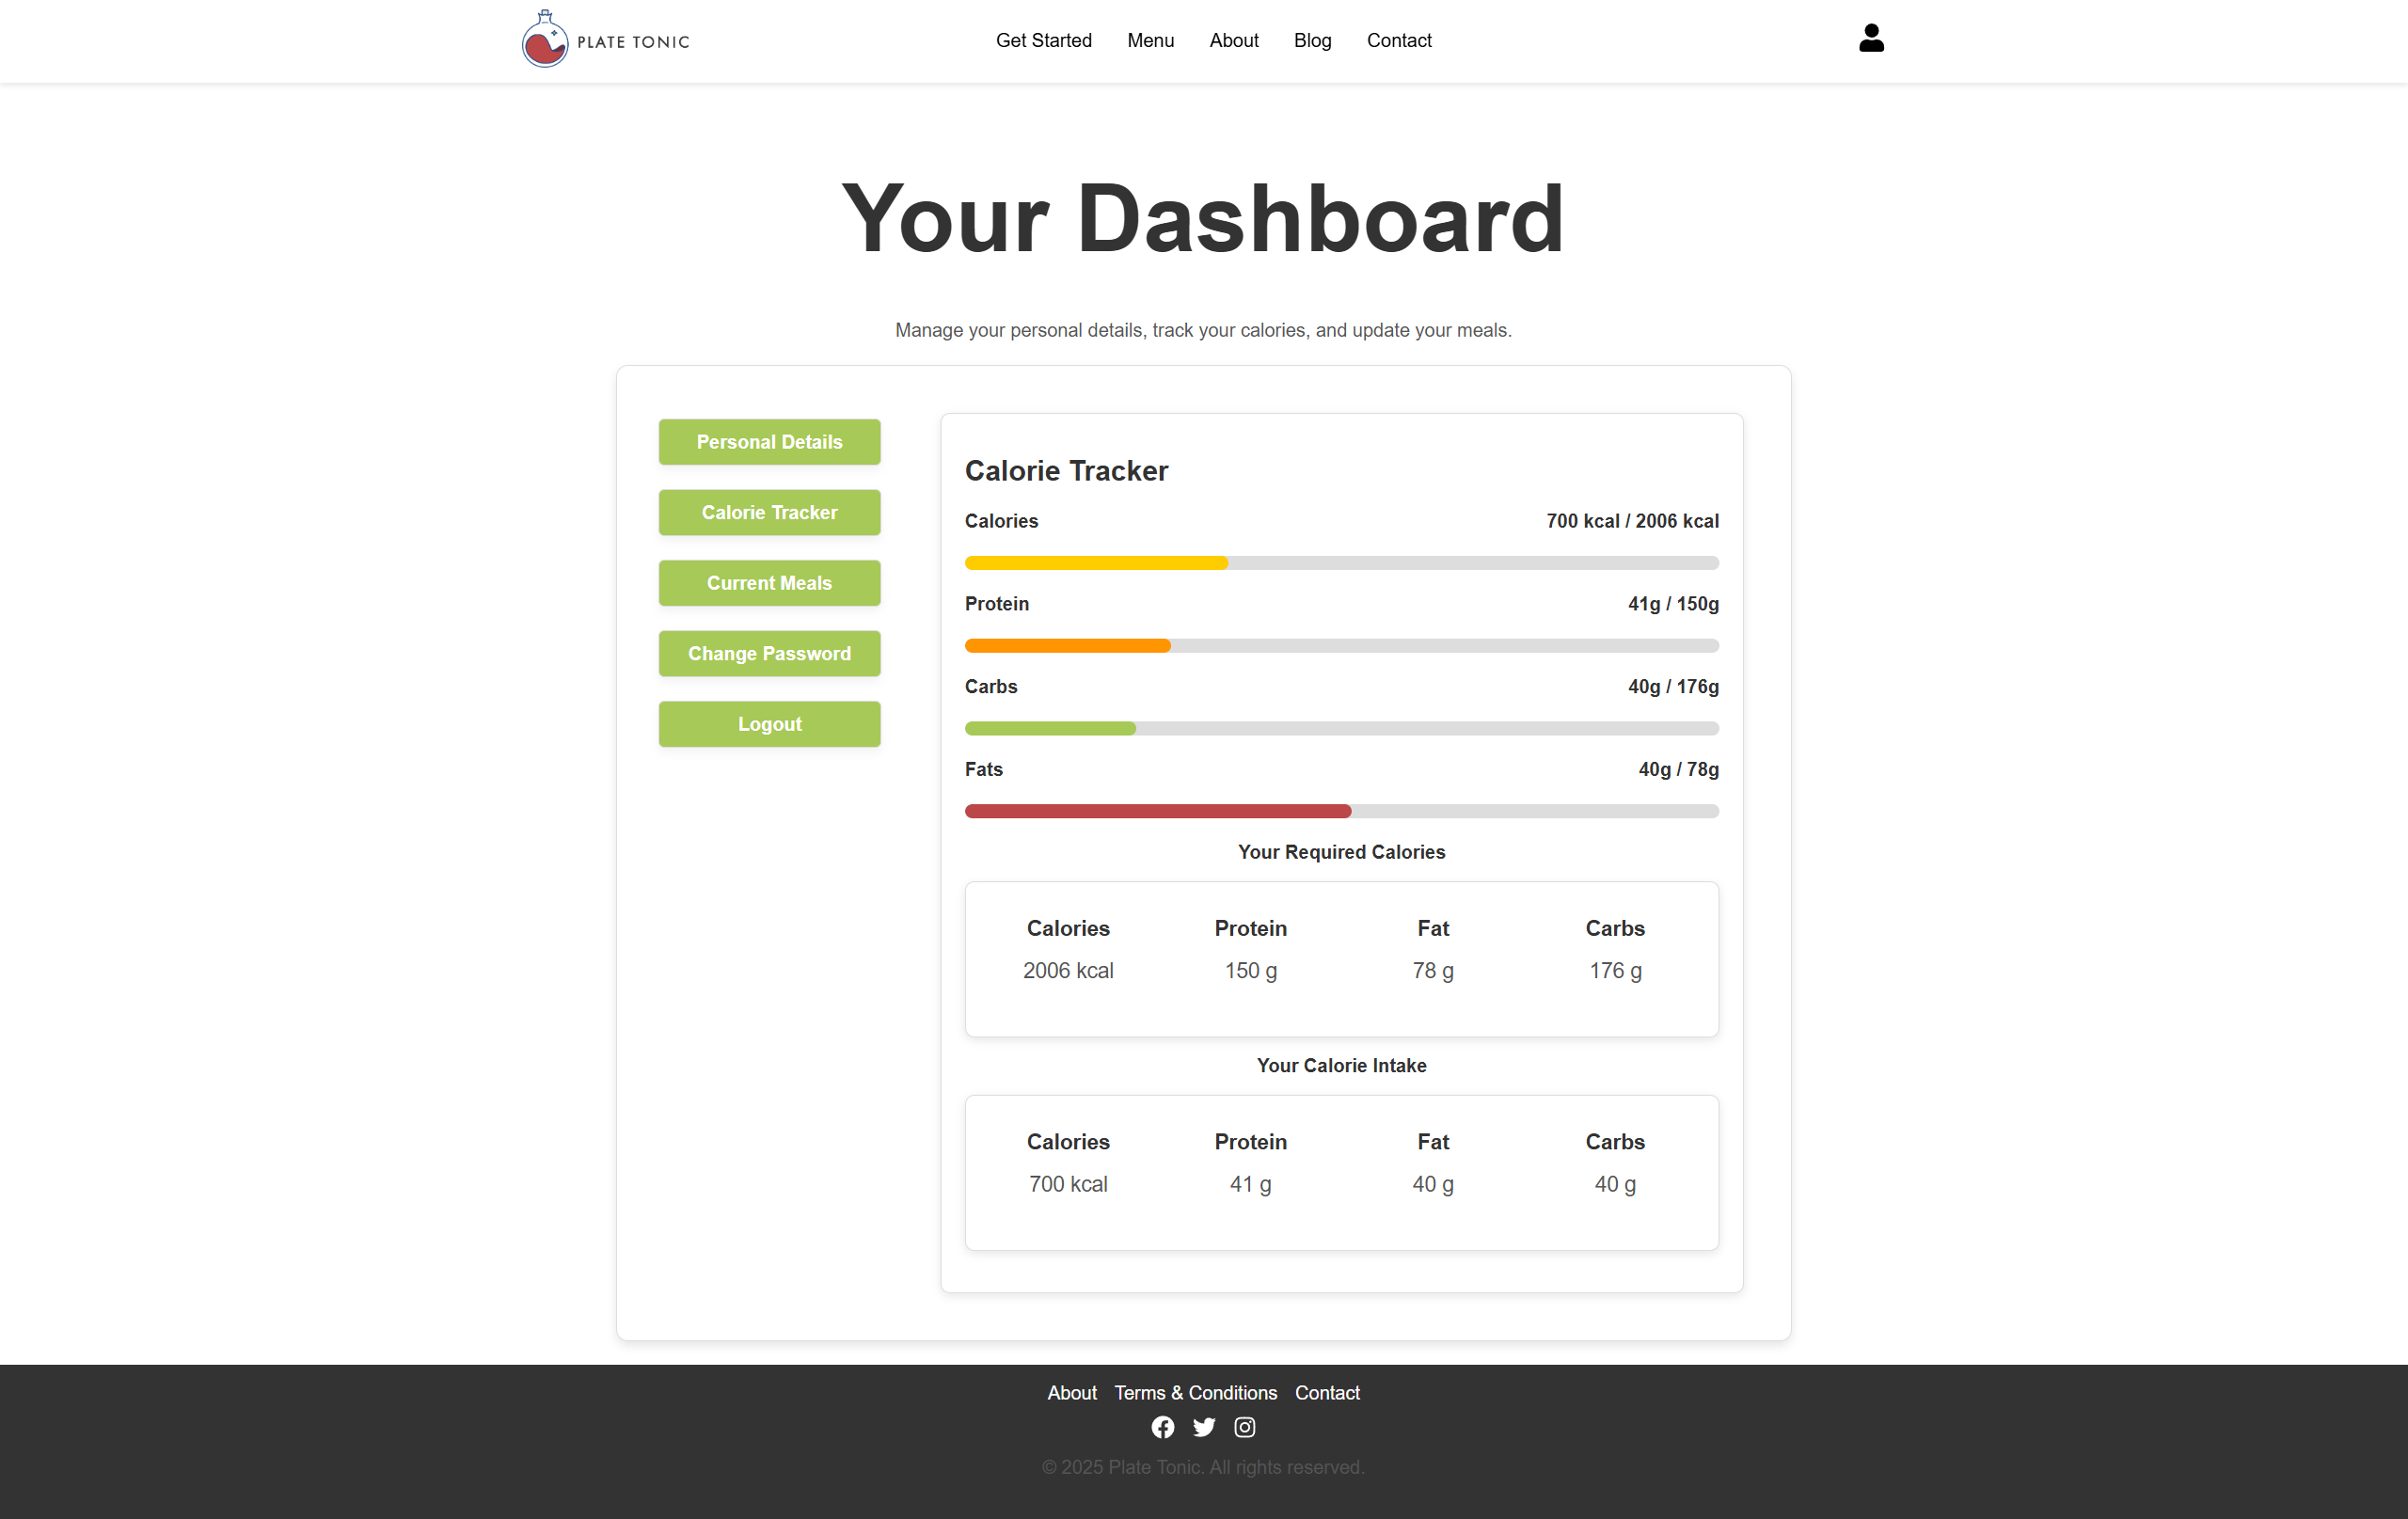 PLATE TONIC
Get Started Menu About Blog Contact
Your Dashboard
Manage your personal details, track your calories, and update your meals.
Personal Details
Calorie Tracker
Current Meals
Change Password
Logout
Calorie Tracker
Calories 700 kcal / 2006 kcal
Protein 41g / 150g
Carbs 40g / 176g
Fats 40g / 78g
Your Required Calories
Calories Protein Fat Carbs
2006 kcal 150 g 78 g 176 g
Your Calorie Intake
Calories Protein Fat Carbs
700 kcal 41 g 40 g 40 g
About Terms & Conditions Contact
© 2025 Plate Tonic. All rights reserved.